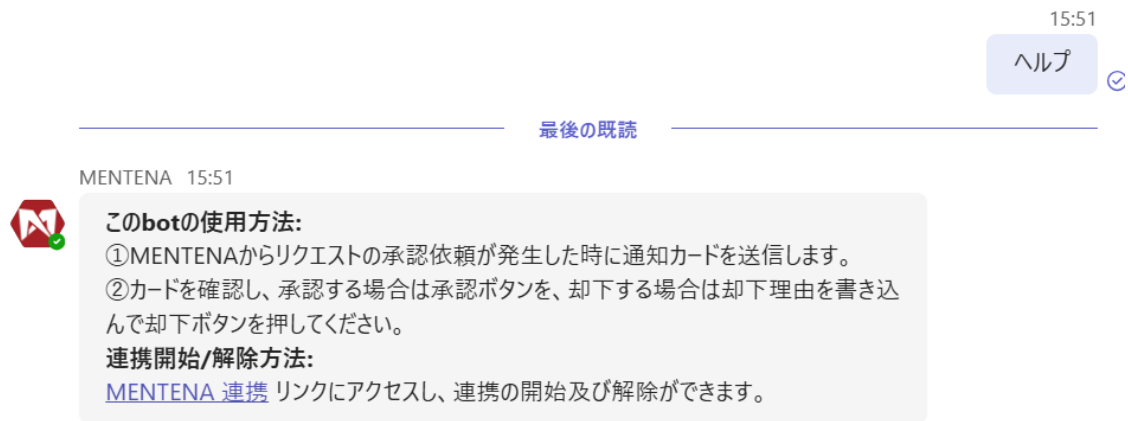 15:51
ヘルプ
最後の既読
MENTENA 15:51
このbotの使用方法:
①MENTENAからリクエストの承認依頼が発生した時に通知カードを送信します。
②カードを確認し、承認する場合は承認ボタンを、却下する場合は却下理由を書き込
んで却下ボタンを押してください。
連携開始/解除方法:
MENTENA 連携 リンクにアクセスし、連携の開始及び解除ができます。